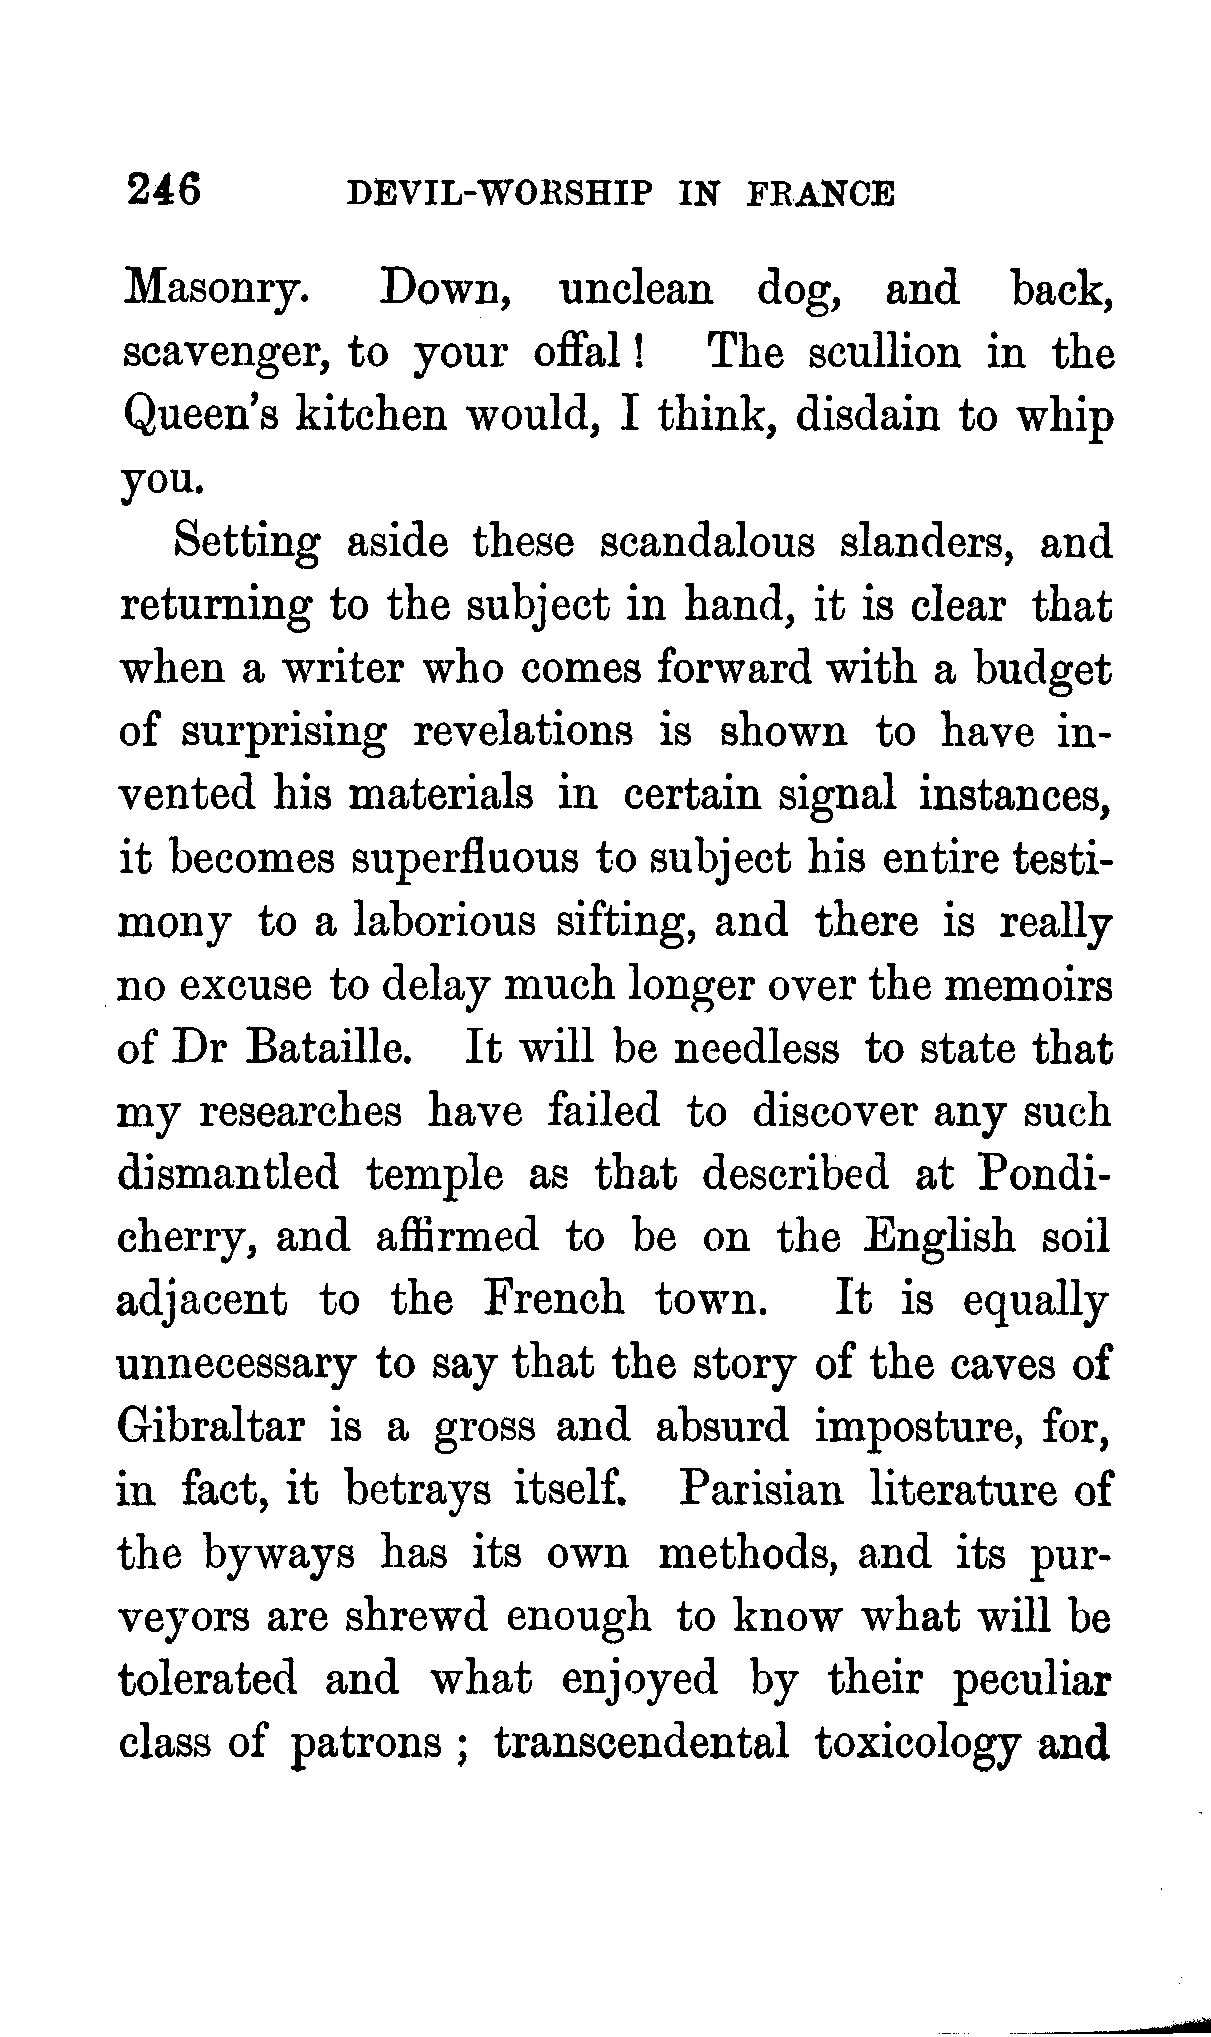 246 DEVIL-WORSHIP IN FRANCE
Masonry. Down, unclean dog, and back,
scavenger, to your offal ! The scullion in the
Queen's kitchen would, I think, disdain to whip
you.
Setting aside these scandalous slanders, and
returning to the subject in hand, it is clear that
when a writer who comes forward with a budget
of surprising revelations is shown to have in-
vented his materials in certain signal instances,
it becomes superfluous to subject his entire testi-
mony to a laborious sifting, and there is really
no excuse to delay much longer over the memoirs
of Dr Bataille. It will be needless to state that
my researches have failed to discover any such
dismantled temple as that described at Pondi-
cherry, and affirmed to be on the English soil
adjacent to the French town. It is equally
unnecessary to say that the story of the caves of
Gibraltar is a gross and absurd imposture, for,
in fact, it betrays itself. Parisian literature of
the byways has its own methods, and its pur-
veyors are shrewd enough to know what will be
tolerated and what enjoyed by their peculiar
class of patrons ; transcendental toxicology and